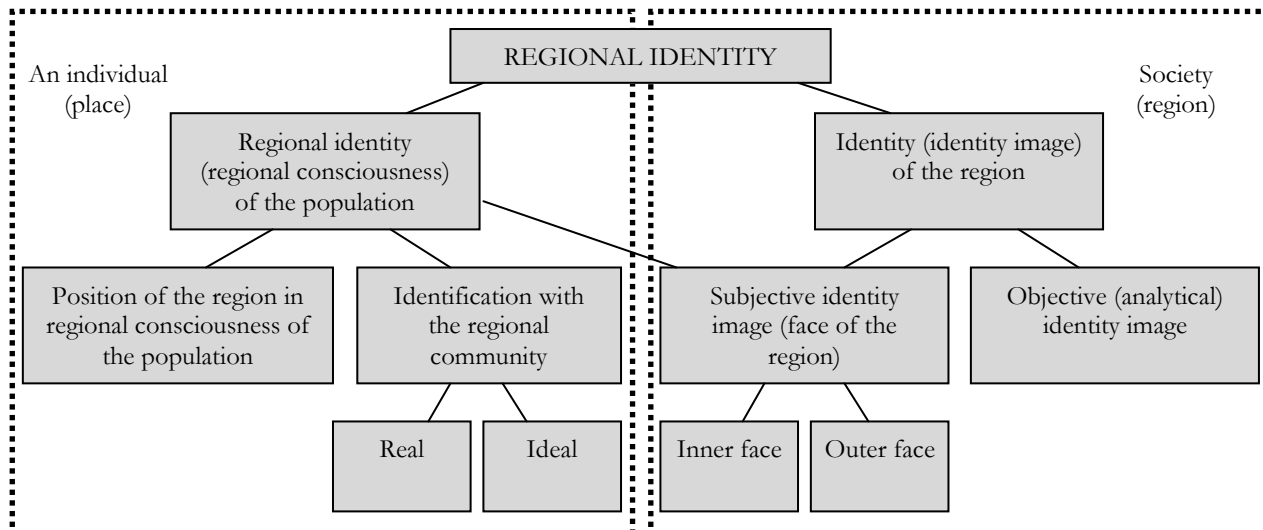 REGIONAL IDENTITY
An individual
(place)
Society
(region)
Regional identity
(regional consciousness)
of the population
Identity (identity image)
of the region
Position of the region in
regional consciousness of
the population
Identification with
the regional
community
Subjective identity
image (face of the
region)
Objective (analytical)
identity image
Real
Ideal
Inner face
Outer face